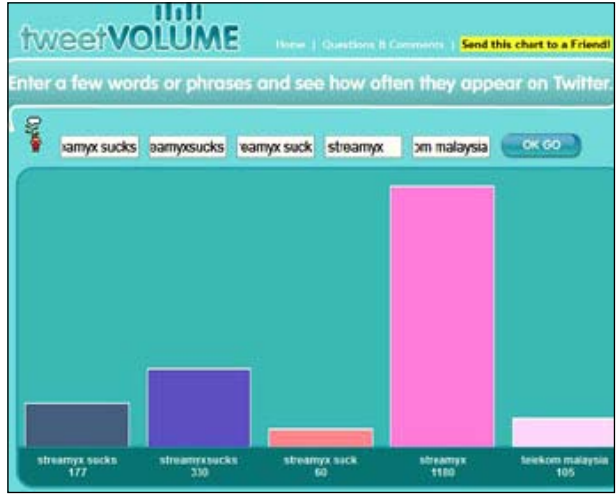 tweetVOLUME
Home | Questions & Comments | Send this chart to a Friend!
Enter a few words or phrases and see how often they appear on Twitter.
amyx sucks eamyxsucks eamyx suck streamyx om malaysia OK GO
streamyx sucks streamyxsucks streamyx suck streamyx telekom malaysia
177 330 60 1180 105